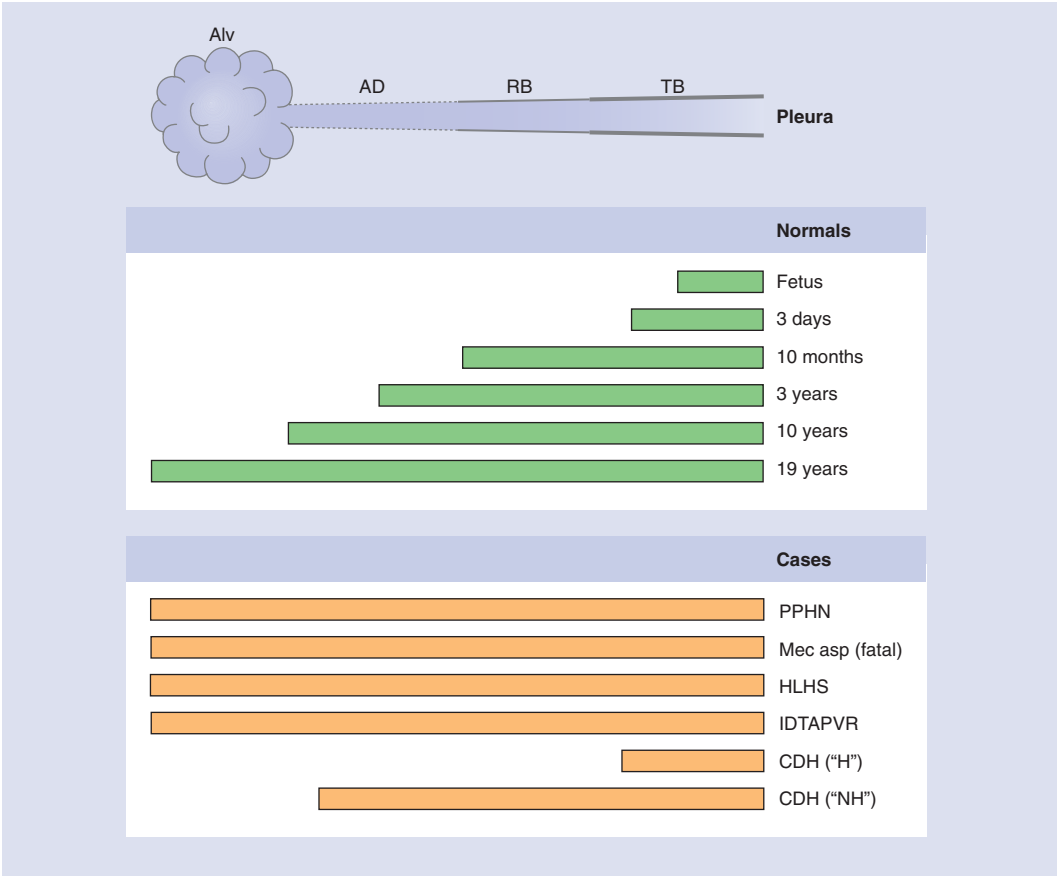 Alv
AD RB TB
Pleura
Normals
Fetus
3 days
10 months
3 years
10 years
19 years
Cases
PPHN
Mec asp (fatal)
HLHS
IDTAPVR
CDH (“H”)
CDH (“NH”)